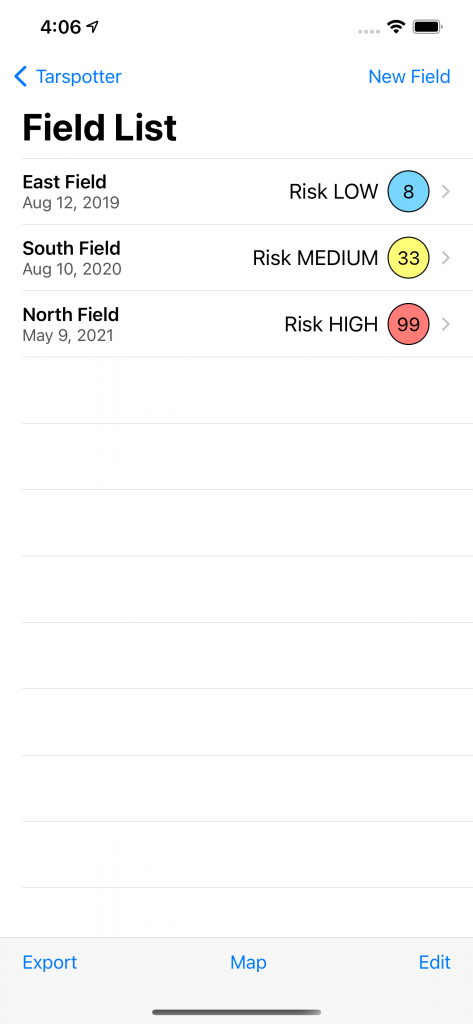 4:06
Tarspotter
New Field
Field List
East Field
Aug 12, 2019
Risk LOW 8
South Field
Aug 10, 2020
Risk MEDIUM 33
North Field
May 9, 2021
Risk HIGH 99
Export
Map
Edit